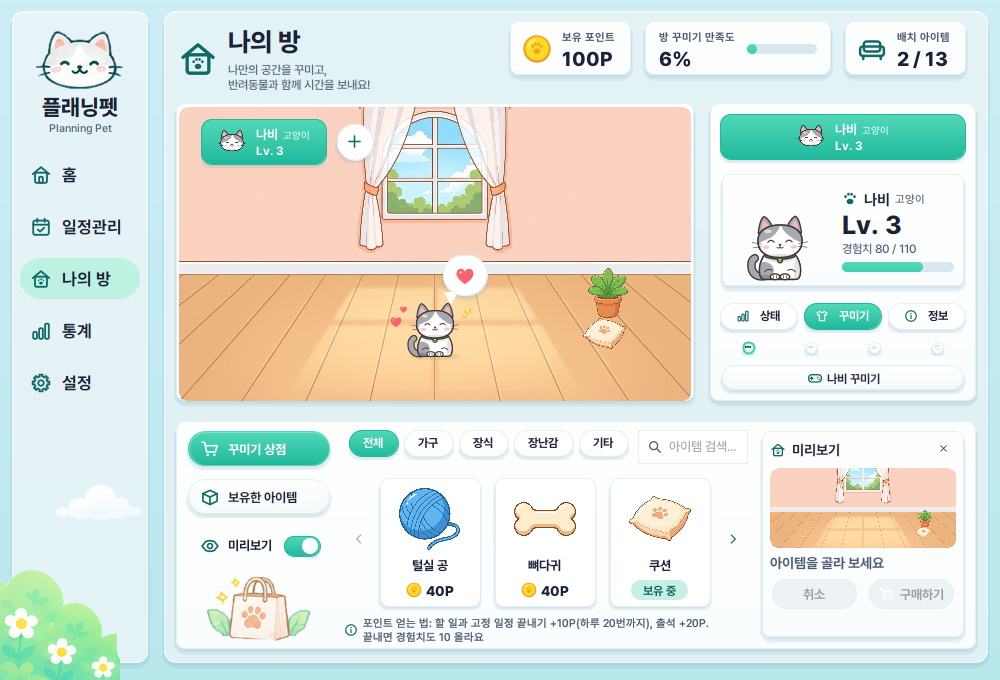 플래닝펫
Planning Pet
홈
일정관리
나의 방
통계
설정
나의 방
나만의 공간을 꾸미고,
반려동물과 함께 시간을 보내요!
보유 포인트
100P
방 꾸미기 만족도
6%
배치 아이템
2 / 13
나비 고양이
Lv. 3
+
나비 고양이
Lv. 3
나비 고양이
Lv. 3
경험치 80 / 110
상태
꾸미기
정보
나비 꾸미기
꾸미기 상점
보유한 아이템
미리보기
전체
가구
장식
장난감
기타
아이템 검색...
털실 공
40P
뼈다귀
40P
쿠션
보유 중
포인트 얻는 법: 할 일과 고정 일정 끝내기 +10P(하루 20번까지), 출석 +20P.
끝내면 경험치도 10 올라요
미리보기
아이템을 골라 보세요
취소
구매하기